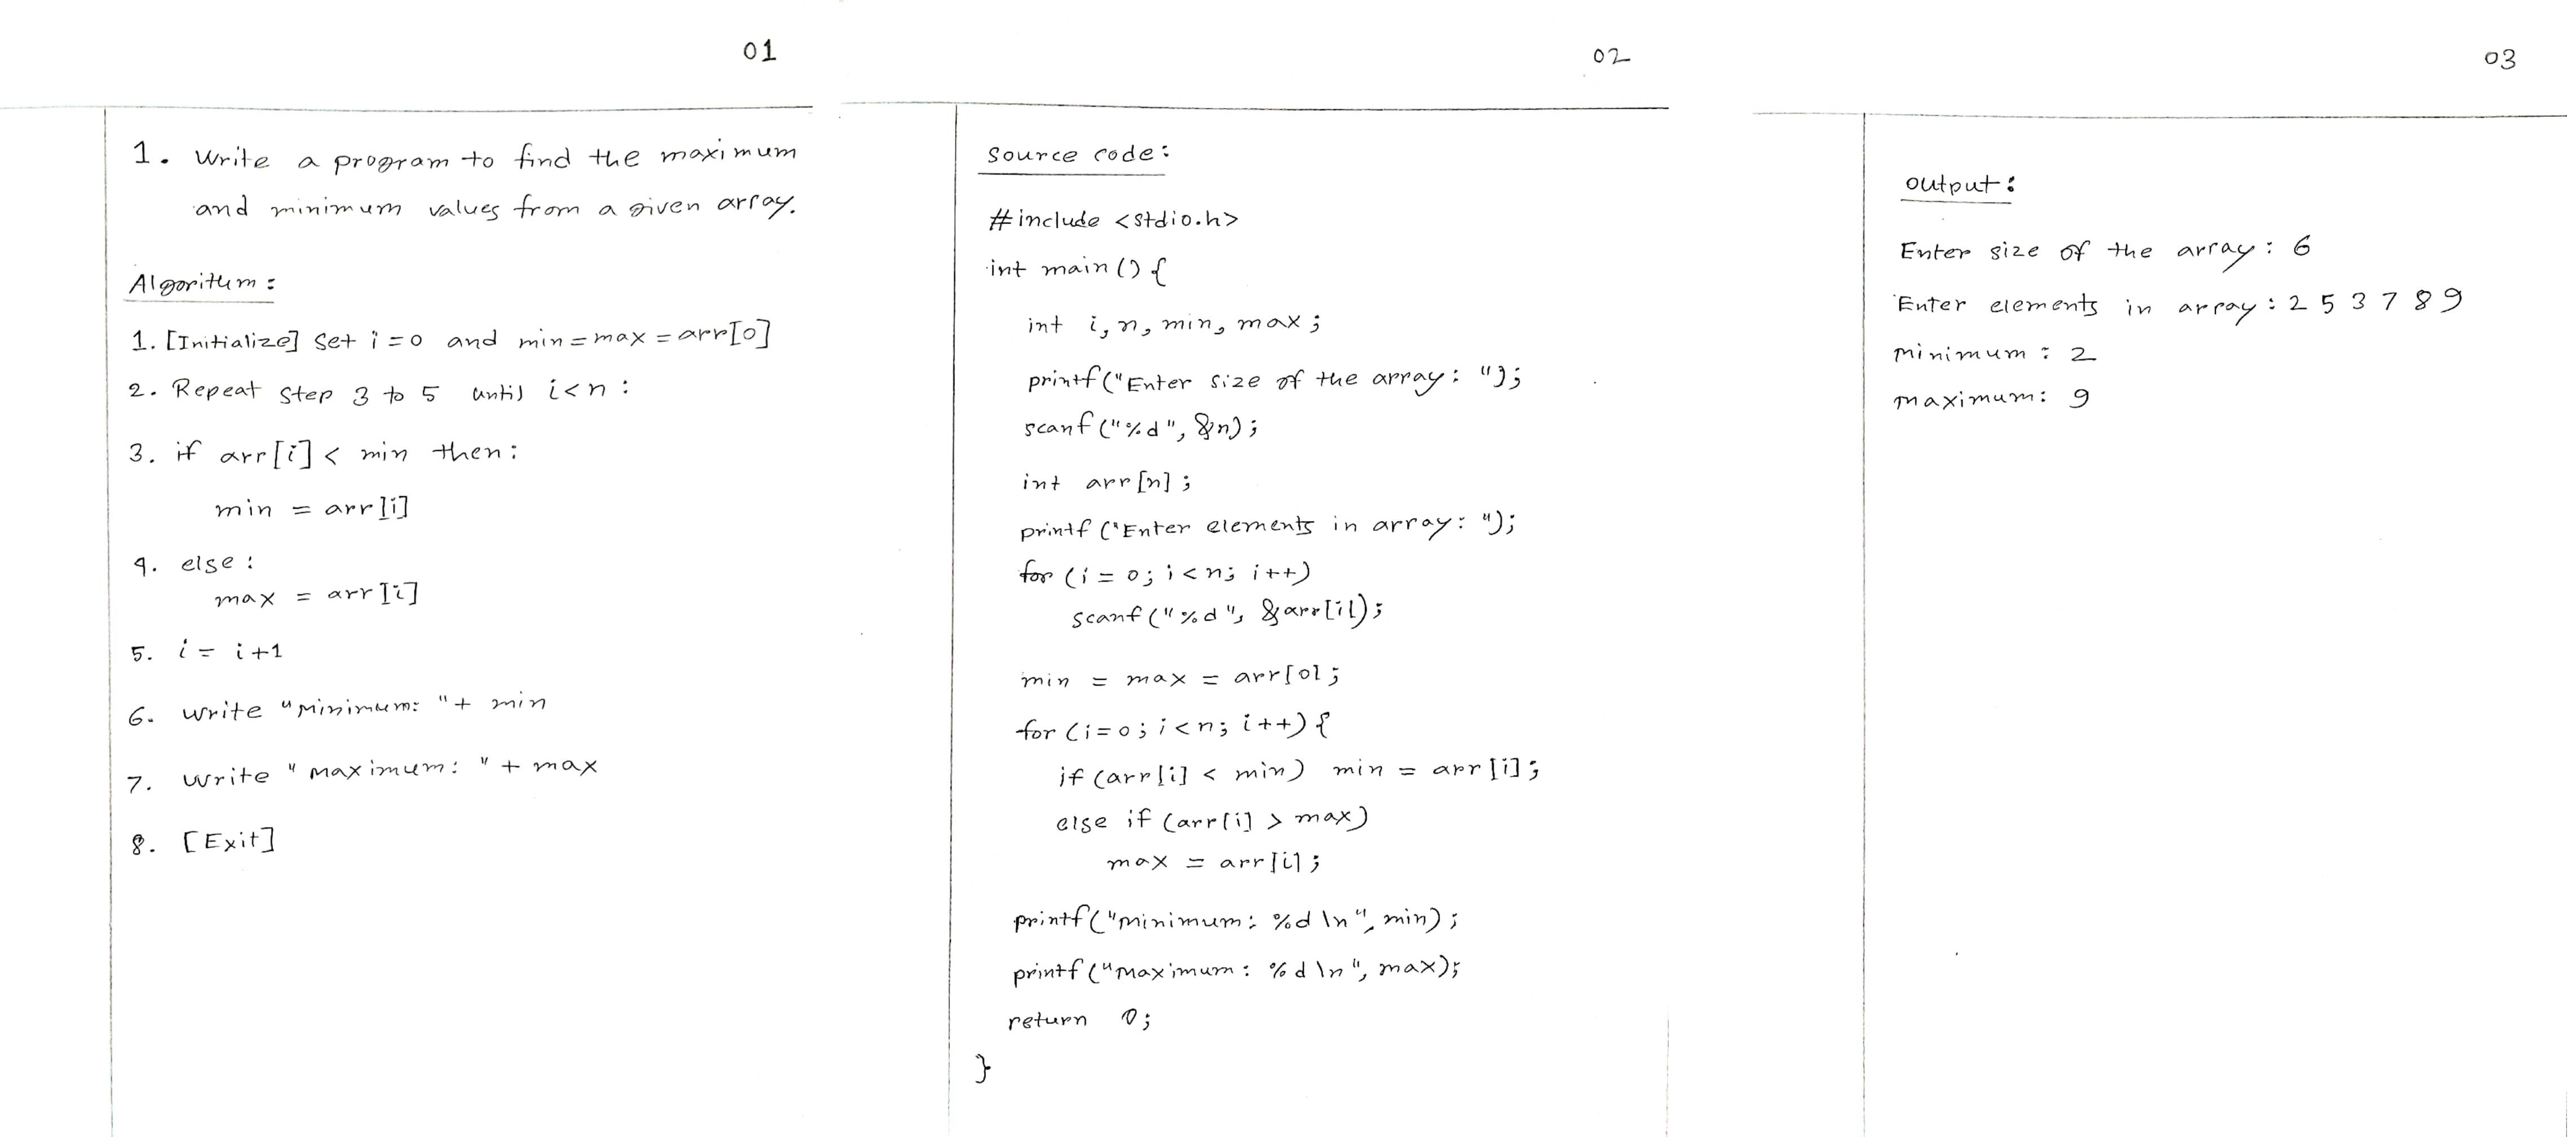 01
1. Write a program to find the maximum
and minimum values from a given array.
Algorithm:
1. [Initialize] Set i=0 and min=max=arr[0]
2. Repeat step 3 to 5 until i<n:
3. if arr[i] < min then:
min = arr[i]
4. else:
max = arr[i]
5. i = i+1
6. write "Minimum: "+ min
7. write "Maximum: " + max
8. [Exit]
02
Source code:
#include <stdio.h>
int main() {
int i, n, min, max;
printf("Enter size of the array: ");
scanf("%d", &n);
int arr[n];
printf("Enter elements in array: ");
for (i = 0; i<n; i++)
scanf("%d", &arr[i]);
min = max = arr[0];
for (i=0; i<n; i++) {
if (arr[i] < min) min = arr[i];
else if (arr[i] > max)
max = arr[i];
printf("Minimum: %d \n", min);
printf("Maximum: %d \n", max);
return 0;
}
03
Output:
Enter size of the array: 6
Enter elements in array: 2 5 3 7 8 9
Minimum: 2
Maximum: 9